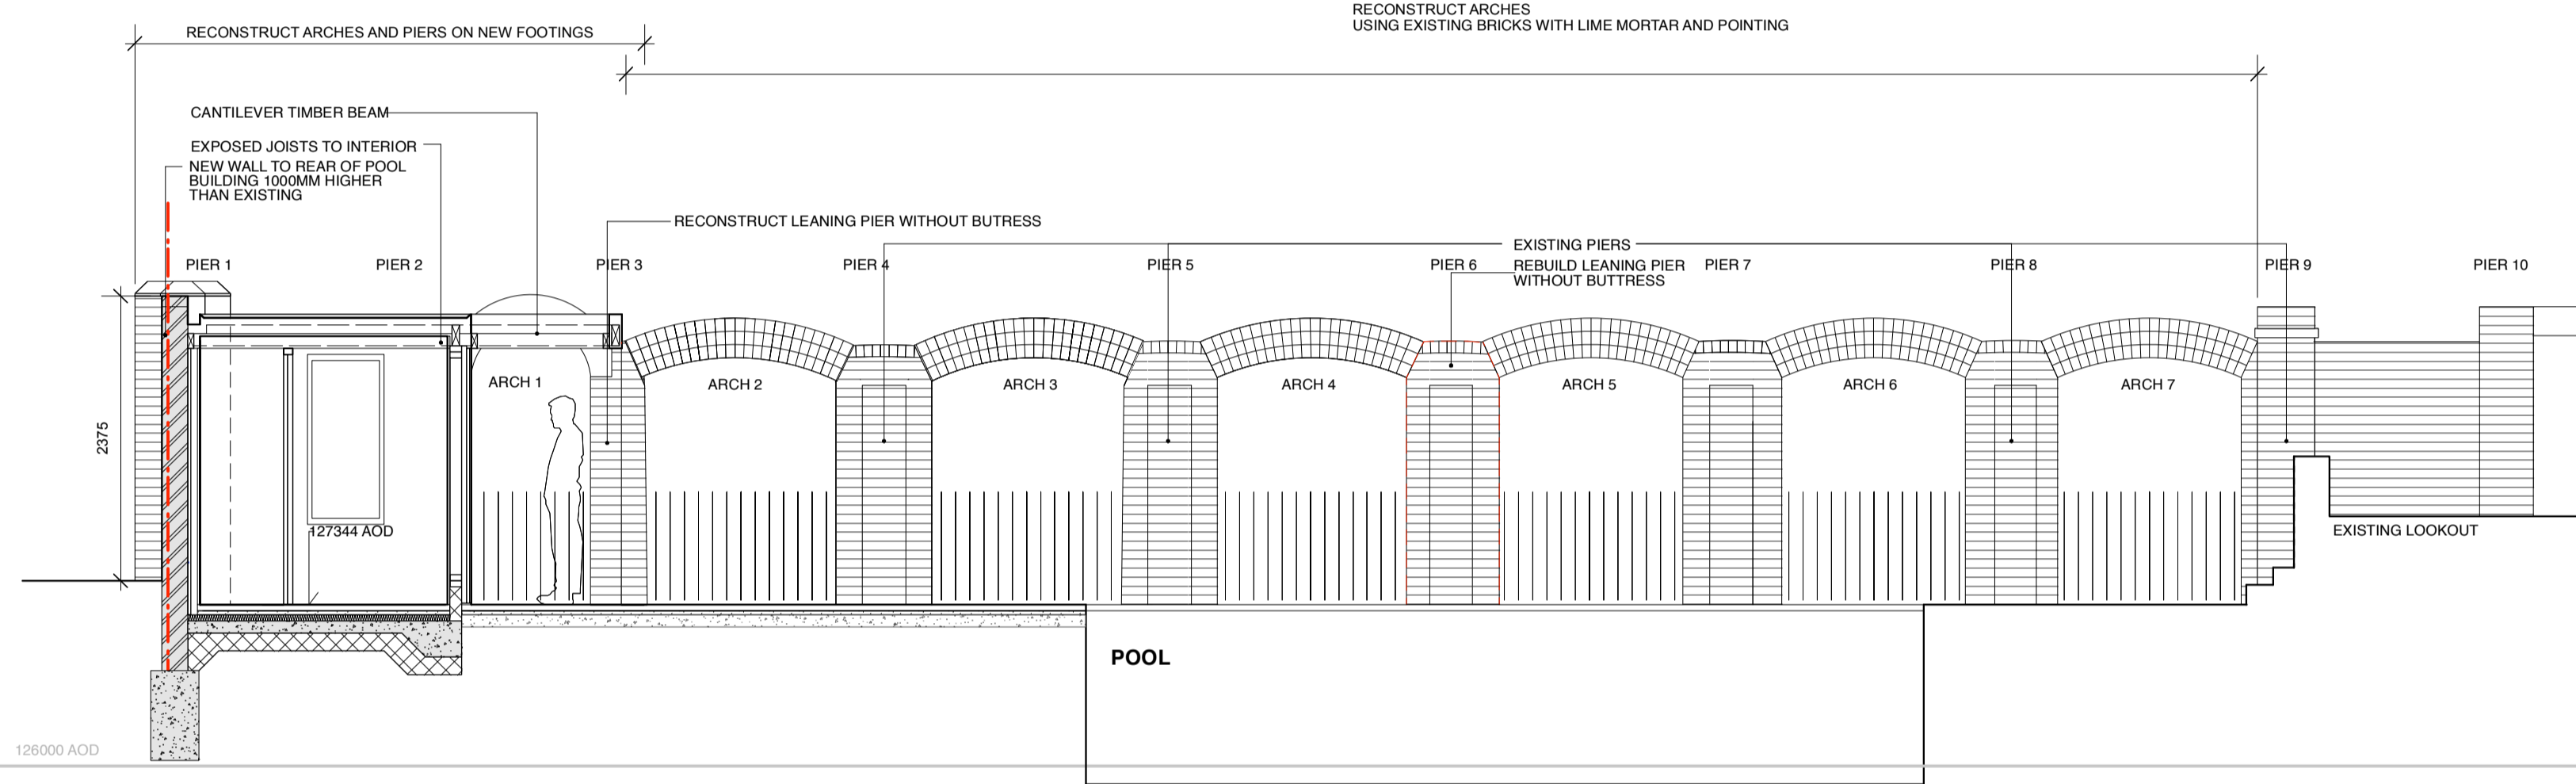 RECONSTRUCT ARCHES
USING EXISTING BRICKS WITH LIME MORTAR AND POINTING
RECONSTRUCT ARCHES AND PIERS ON NEW FOOTINGS
CANTILEVER TIMBER BEAM
EXPOSED JOISTS TO INTERIOR
NEW WALL TO REAR OF POOL
BUILDING 1000MM HIGHER
THAN EXISTING
RECONSTRUCT LEANING PIER WITHOUT BUTRESS
EXISTING PIERS
PIER 1
PIER 2
PIER 3
PIER 4
PIER 5
PIER 6
REBUILD LEANING PIER
WITHOUT BUTTRESS
PIER 7
PIER 8
PIER 9
PIER 10
ARCH 1
ARCH 2
ARCH 3
ARCH 4
ARCH 5
ARCH 6
ARCH 7
2375
127344 AOD
EXISTING LOOKOUT
POOL
126000 AOD